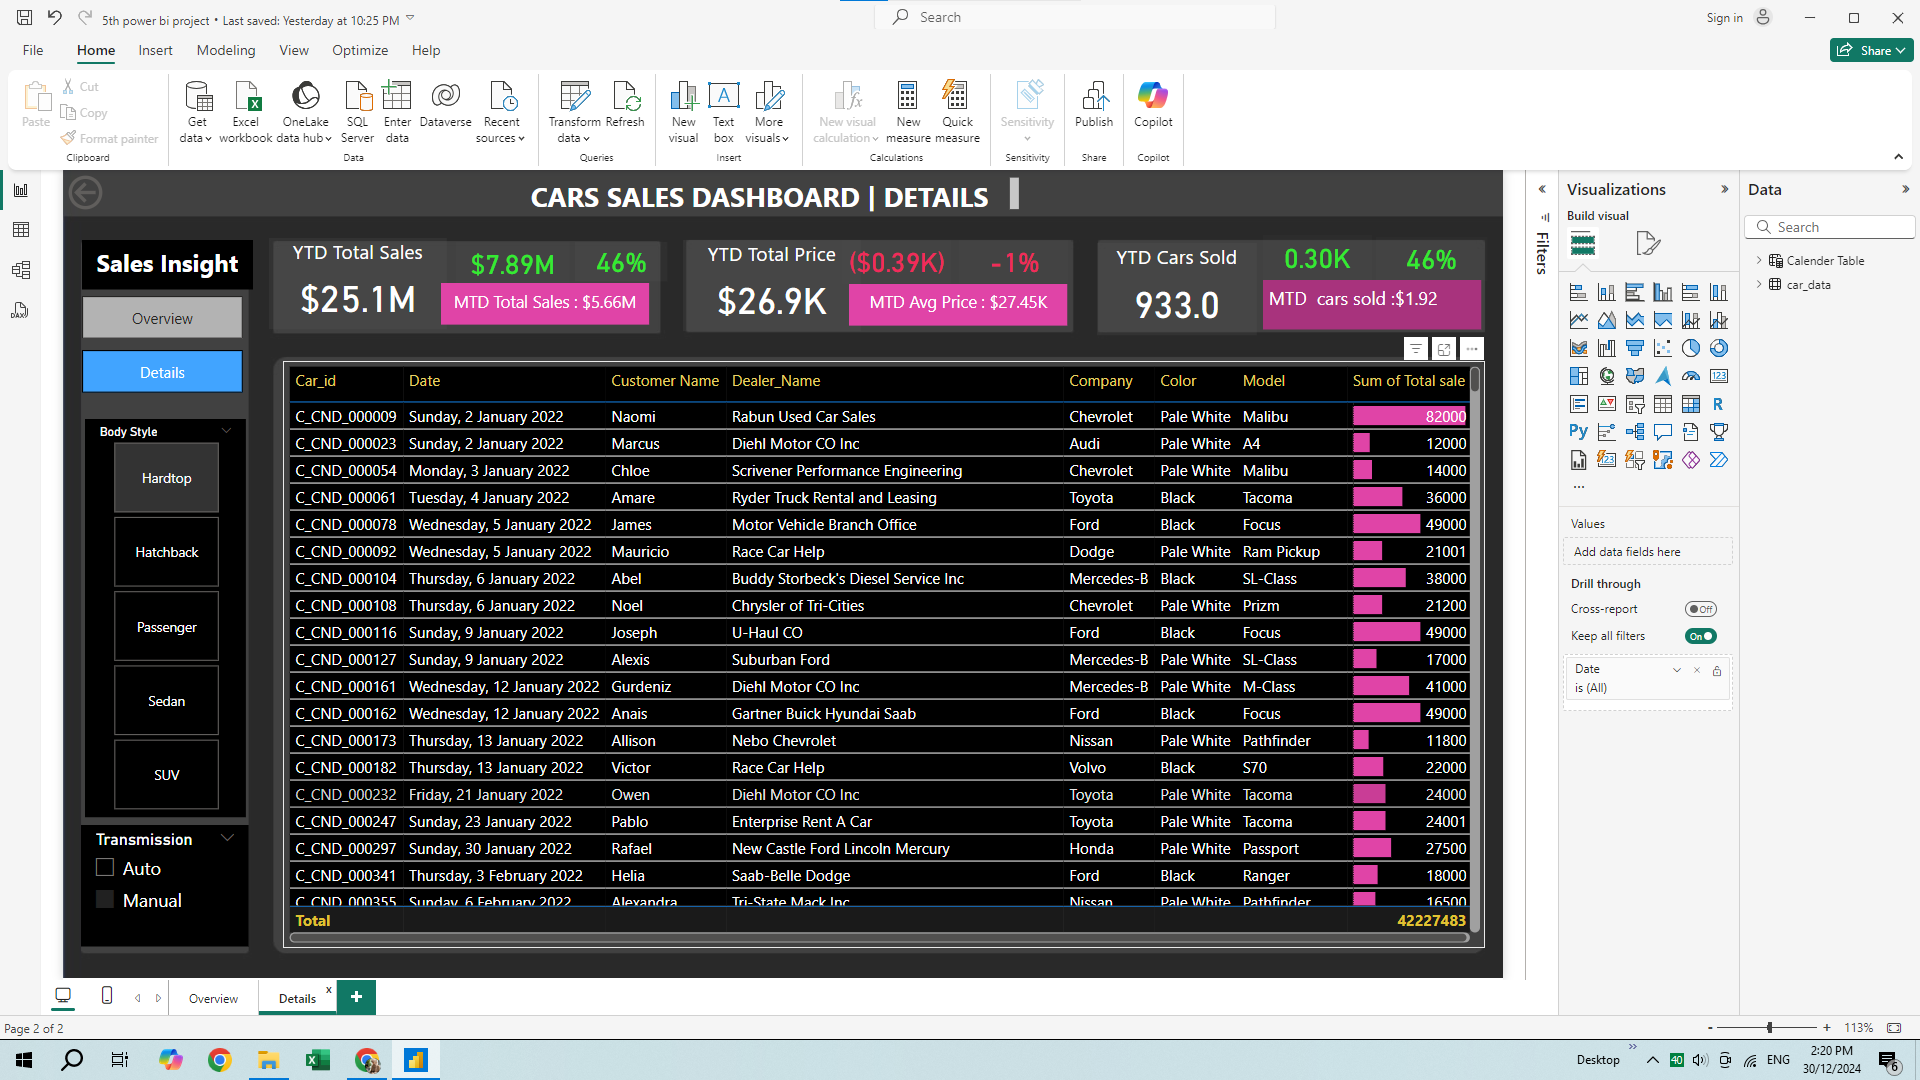 5th power bi project • Last saved: Yesterday at 10:25 PM
Search
Sign in
File Home Insert Modeling View Optimize Help
Share
Paste
Cut
Copy
Format painter
Clipboard
Get data
Excel workbook
OneLake data hub
SQL Server
Enter data
Dataverse
Recent sources
Data
Transform data
Refresh
Queries
New visual
Text box
More visuals
Insert
New visual calculation
New measure
Quick measure
Calculations
Sensitivity
Sensitivity
Publish
Share
Copilot
Copilot
CARS SALES DASHBOARD | DETAILS
Sales Insight
Overview
Details
Body Style
Hardtop
Hatchback
Passenger
Sedan
SUV
Transmission
Auto
Manual
YTD Total Sales
$25.1M
$7.89M 46%
MTD Total Sales : $5.66M
YTD Total Price
$26.9K
($0.39K) -1%
MTD Avg Price : $27.45K
YTD Cars Sold
933.0
0.30K 46%
MTD cars sold :$1.92
Car_id Date Customer Name Dealer_Name Company Color Model Sum of Total sale
C_CND_000009 Sunday, 2 January 2022 Naomi Rabun Used Car Sales Chevrolet Pale White Malibu 82000
C_CND_000023 Sunday, 2 January 2022 Marcus Diehl Motor CO Inc Audi Pale White A4 12000
C_CND_000054 Monday, 3 January 2022 Chloe Scrivener Performance Engineering Chevrolet Pale White Malibu 14000
C_CND_000061 Tuesday, 4 January 2022 Amare Ryder Truck Rental and Leasing Toyota Black Tacoma 36000
C_CND_000078 Wednesday, 5 January 2022 James Motor Vehicle Branch Office Ford Black Focus 49000
C_CND_000092 Wednesday, 5 January 2022 Mauricio Race Car Help Dodge Pale White Ram Pickup 21001
C_CND_000104 Thursday, 6 January 2022 Abel Buddy Storbeck's Diesel Service Inc Mercedes-B Black SL-Class 38000
C_CND_000108 Thursday, 6 January 2022 Noel Chrysler of Tri-Cities Chevrolet Pale White Prizm 21200
C_CND_000116 Sunday, 9 January 2022 Joseph U-Haul CO Ford Black Focus 49000
C_CND_000127 Sunday, 9 January 2022 Alexis Suburban Ford Mercedes-B Pale White SL-Class 17000
C_CND_000161 Wednesday, 12 January 2022 Gurdeniz Diehl Motor CO Inc Mercedes-B Pale White M-Class 41000
C_CND_000162 Wednesday, 12 January 2022 Anais Gartner Buick Hyundai Saab Ford Black Focus 49000
C_CND_000173 Thursday, 13 January 2022 Allison Nebo Chevrolet Nissan Pale White Pathfinder 11800
C_CND_000182 Thursday, 13 January 2022 Victor Race Car Help Volvo Black S70 22000
C_CND_000232 Friday, 21 January 2022 Owen Diehl Motor CO Inc Toyota Pale White Tacoma 24000
C_CND_000247 Sunday, 23 January 2022 Pablo Enterprise Rent A Car Toyota Pale White Tacoma 24001
C_CND_000297 Sunday, 30 January 2022 Rafael New Castle Ford Lincoln Mercury Honda Pale White Passport 27500
C_CND_000341 Thursday, 3 February 2022 Helia Saab-Belle Dodge Ford Black Ranger 18000
C_CND_000355 Sunday, 6 February 2022 Alexandra Tri-State Mack Inc Nissan Pale White Pathfinder 16500
Total 42227483
Filters
Visualizations
Build visual
Values
Add data fields here
Drill through
Cross-report Off
Keep all filters On
Date
is (All)
Data
Search
Calender Table
car_data
Overview
Details
Page 2 of 2
113%
Desktop
40
ENG
2:20 PM
30/12/2024
6